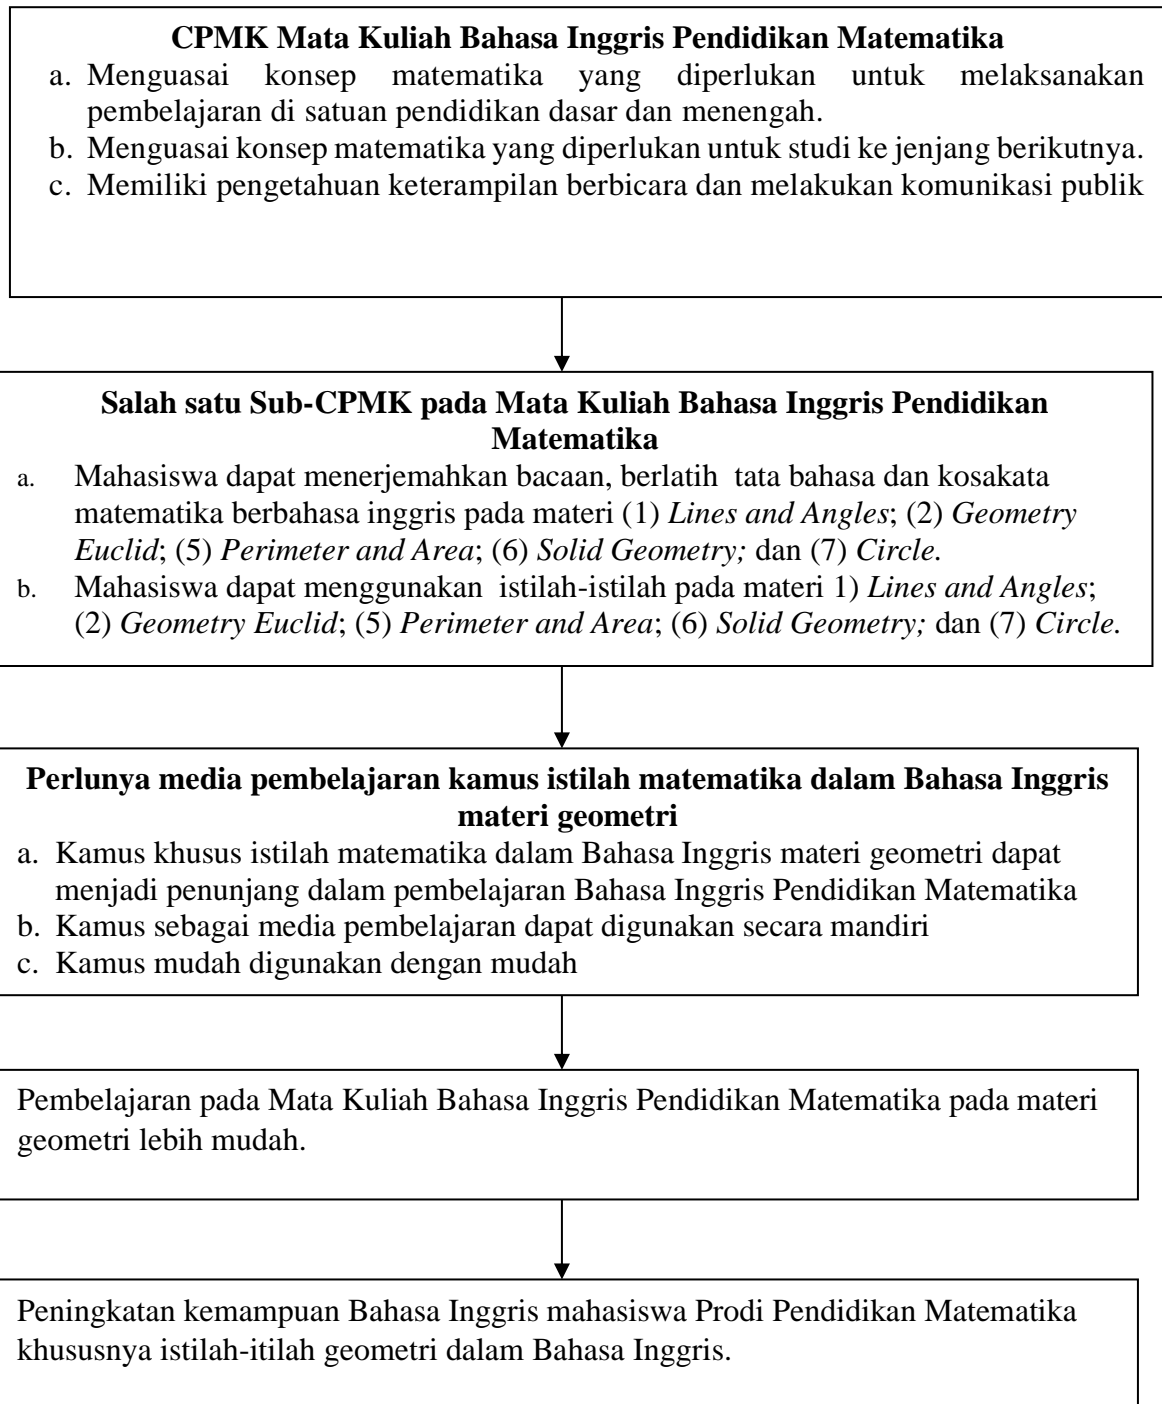 CPMK Mata Kuliah Bahasa Inggris Pendidikan Matematika
a. Menguasai konsep matematika yang diperlukan untuk melaksanakan
pembelajaran di satuan pendidikan dasar dan menengah.
b. Menguasai konsep matematika yang diperlukan untuk studi ke jenjang berikutnya.
c. Memiliki pengetahuan keterampilan berbicara dan melakukan komunikasi publik
Salah satu Sub-CPMK pada Mata Kuliah Bahasa Inggris Pendidikan
Matematika
a. Mahasiswa dapat menerjemahkan bacaan, berlatih tata bahasa dan kosakata
matematika berbahasa inggris pada materi (1) Lines and Angles; (2) Geometry
Euclid; (5) Perimeter and Area; (6) Solid Geometry; dan (7) Circle.
b. Mahasiswa dapat menggunakan istilah-istilah pada materi 1) Lines and Angles;
(2) Geometry Euclid; (5) Perimeter and Area; (6) Solid Geometry; dan (7) Circle.
Perlunya media pembelajaran kamus istilah matematika dalam Bahasa Inggris
materi geometri
a. Kamus khusus istilah matematika dalam Bahasa Inggris materi geometri dapat
menjadi penunjang dalam pembelajaran Bahasa Inggris Pendidikan Matematika
b. Kamus sebagai media pembelajaran dapat digunakan secara mandiri
c. Kamus mudah digunakan dengan mudah
Pembelajaran pada Mata Kuliah Bahasa Inggris Pendidikan Matematika pada materi
geometri lebih mudah.
Peningkatan kemampuan Bahasa Inggris mahasiswa Prodi Pendidikan Matematika
khususnya istilah-itilah geometri dalam Bahasa Inggris.